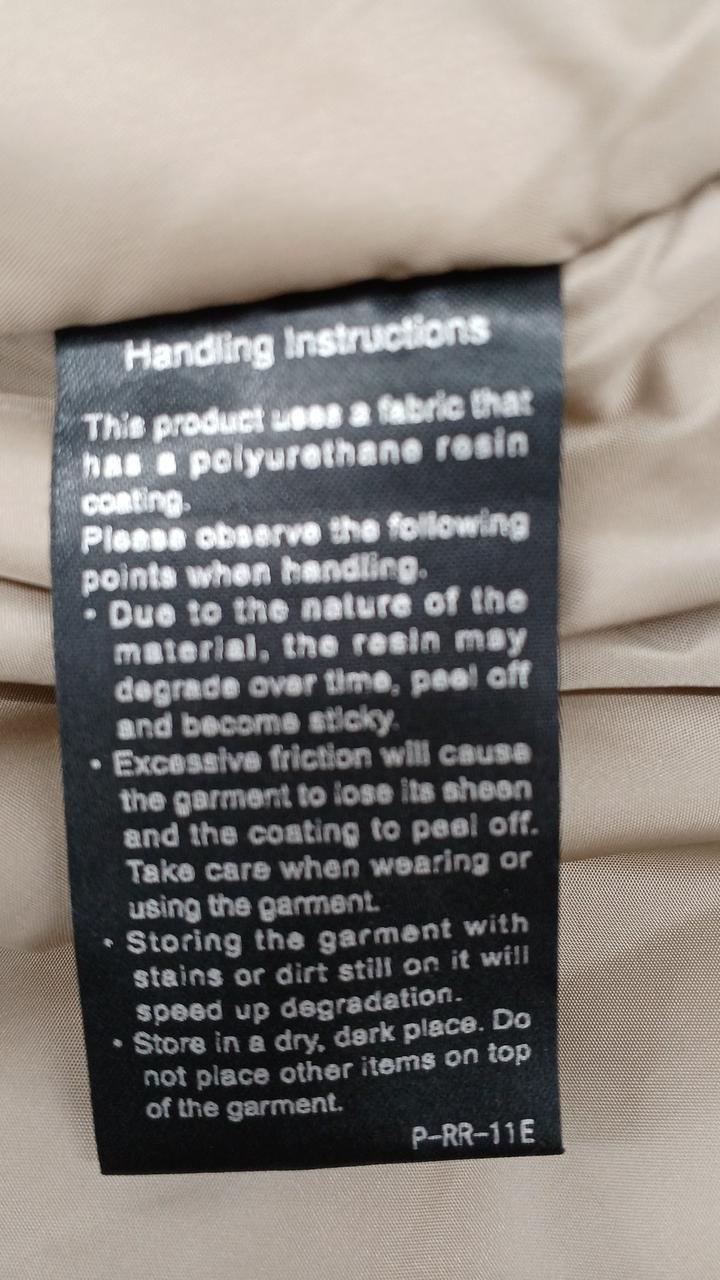 Handling Instructions
This product uses a fabric that
has a polyurethane resin
coating.
Please observe the following
points when handling.
・Due to the nature of the
material, the resin may
degrade over time, peel off
and become sticky.
・Excessive friction will cause
the garment to lose its sheen
and the coating to peel off.
Take care when wearing or
using the garment.
・Storing the garment with
stains or dirt still on it will
speed up degradation.
・Store in a dry, dark place. Do
not place other items on top
of the garment.
P-RR-11E